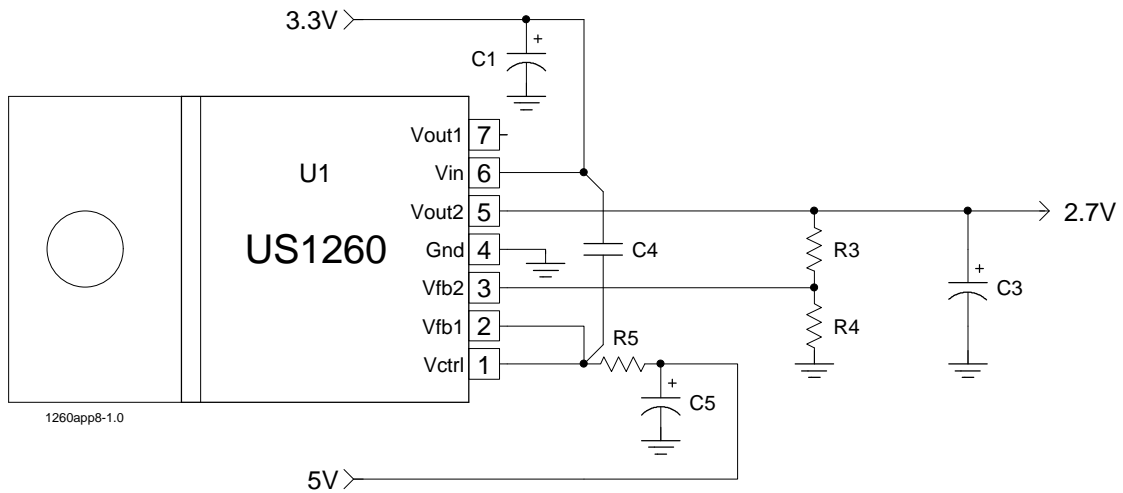 3.3V
C1
+
Vout1 7
U1
Vin 6
Vout2 5
2.7V
US1260
Gnd 4
C4
R3
Vfb2 3
+
C3
R4
Vfb1 2
R5
Vctrl 1
+
C5
1260app8-1.0
5V